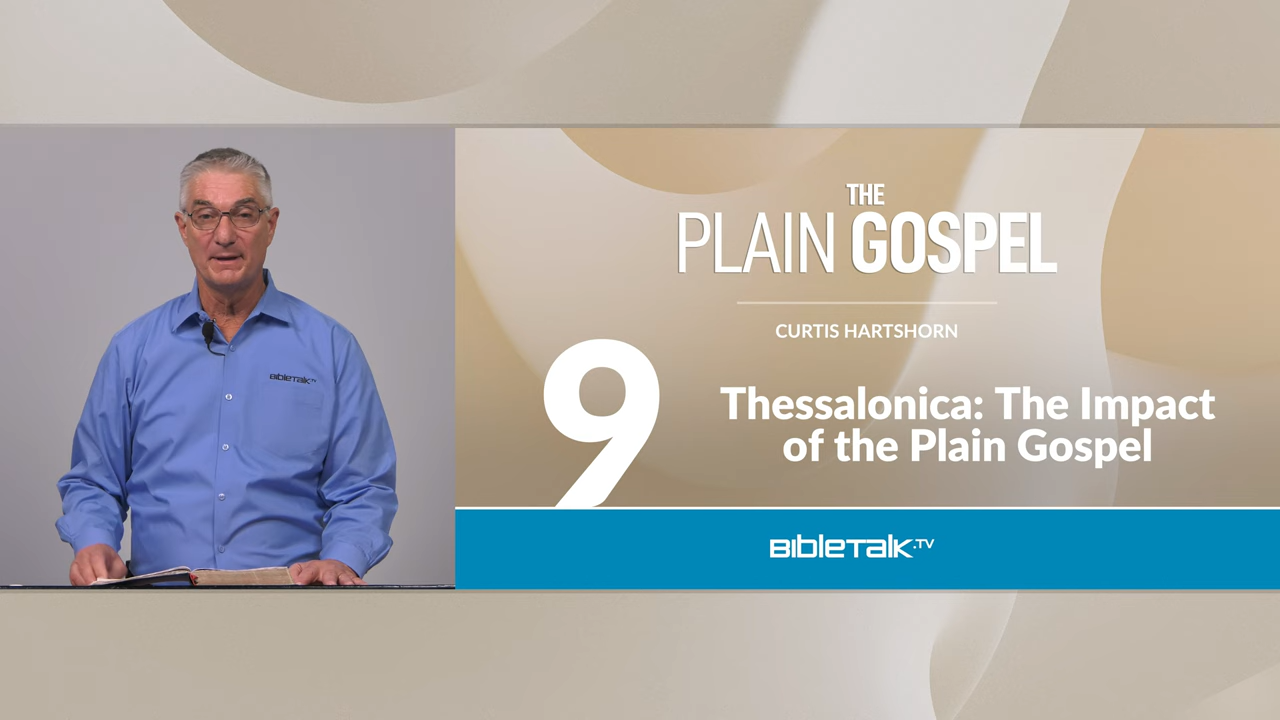 BIBLETALK.TV
THE
PLAIN GOSPEL
CURTIS HARTSHORN
9
Thessalonica: The Impact
of the Plain Gospel
BIBLETALK.TV